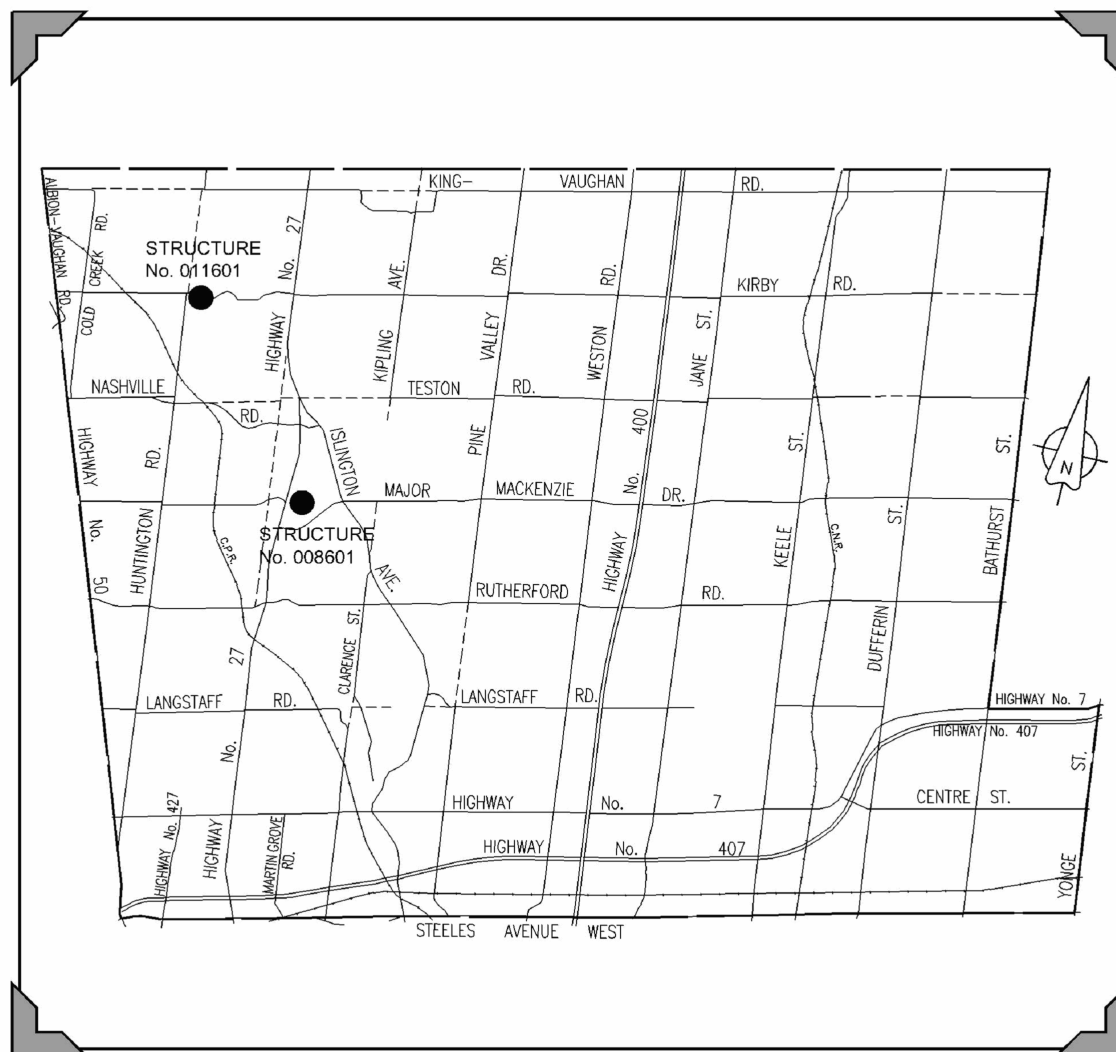 KING-
VAUGHAN
RD.
ALBION-VAUGHAN RD.
CREEK RD.
COLD
STRUCTURE
No. 011601
No. 27
HIGHWAY
AVE.
KIPLING
DR.
VALLEY
PINE
RD.
WESTON
JANE ST.
KIRBY
RD.
NASHVILLE
RD.
TESTON
RD.
400
No.
HIGHWAY
HIGHWAY
No.
50
RD.
HUNTINGTON
ISLINGTON
AVE.
MAJOR
MACKENZIE
DR.
STRUCTURE
No. 008601
C.P.R.
ST.
KEELE
C.N.R.
ST.
DUFFERIN
ST.
BATHURST
N
RUTHERFORD
RD.
CLARENCE ST.
27
No.
HIGHWAY
LANGSTAFF
RD.
LANGSTAFF
RD.
HIGHWAY No. 7
HIGHWAY No. 407
HIGHWAY
No.
7
CENTRE
ST.
HIGHWAY No. 427
MARTIN GROVE
RD.
HIGHWAY
No.
407
ST.
YONGE
STEELES
AVENUE
WEST